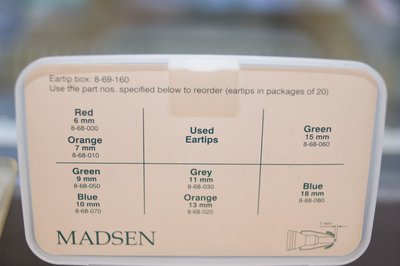 Eartip box: 8-69-160
Use the part nos. specified below to reorder (eartips in packages of 20)
Red
6 mm
8-68-000
Orange
7 mm
8-68-010
Used
Eartips
Green
15 mm
8-68-060
Green
9 mm
8-68-050
Blue
10 mm
8-68-070
Grey
11 mm
8-68-030
Orange
13 mm
8-68-020
Blue
18 mm
8-68-080
MADSEN
1 mm